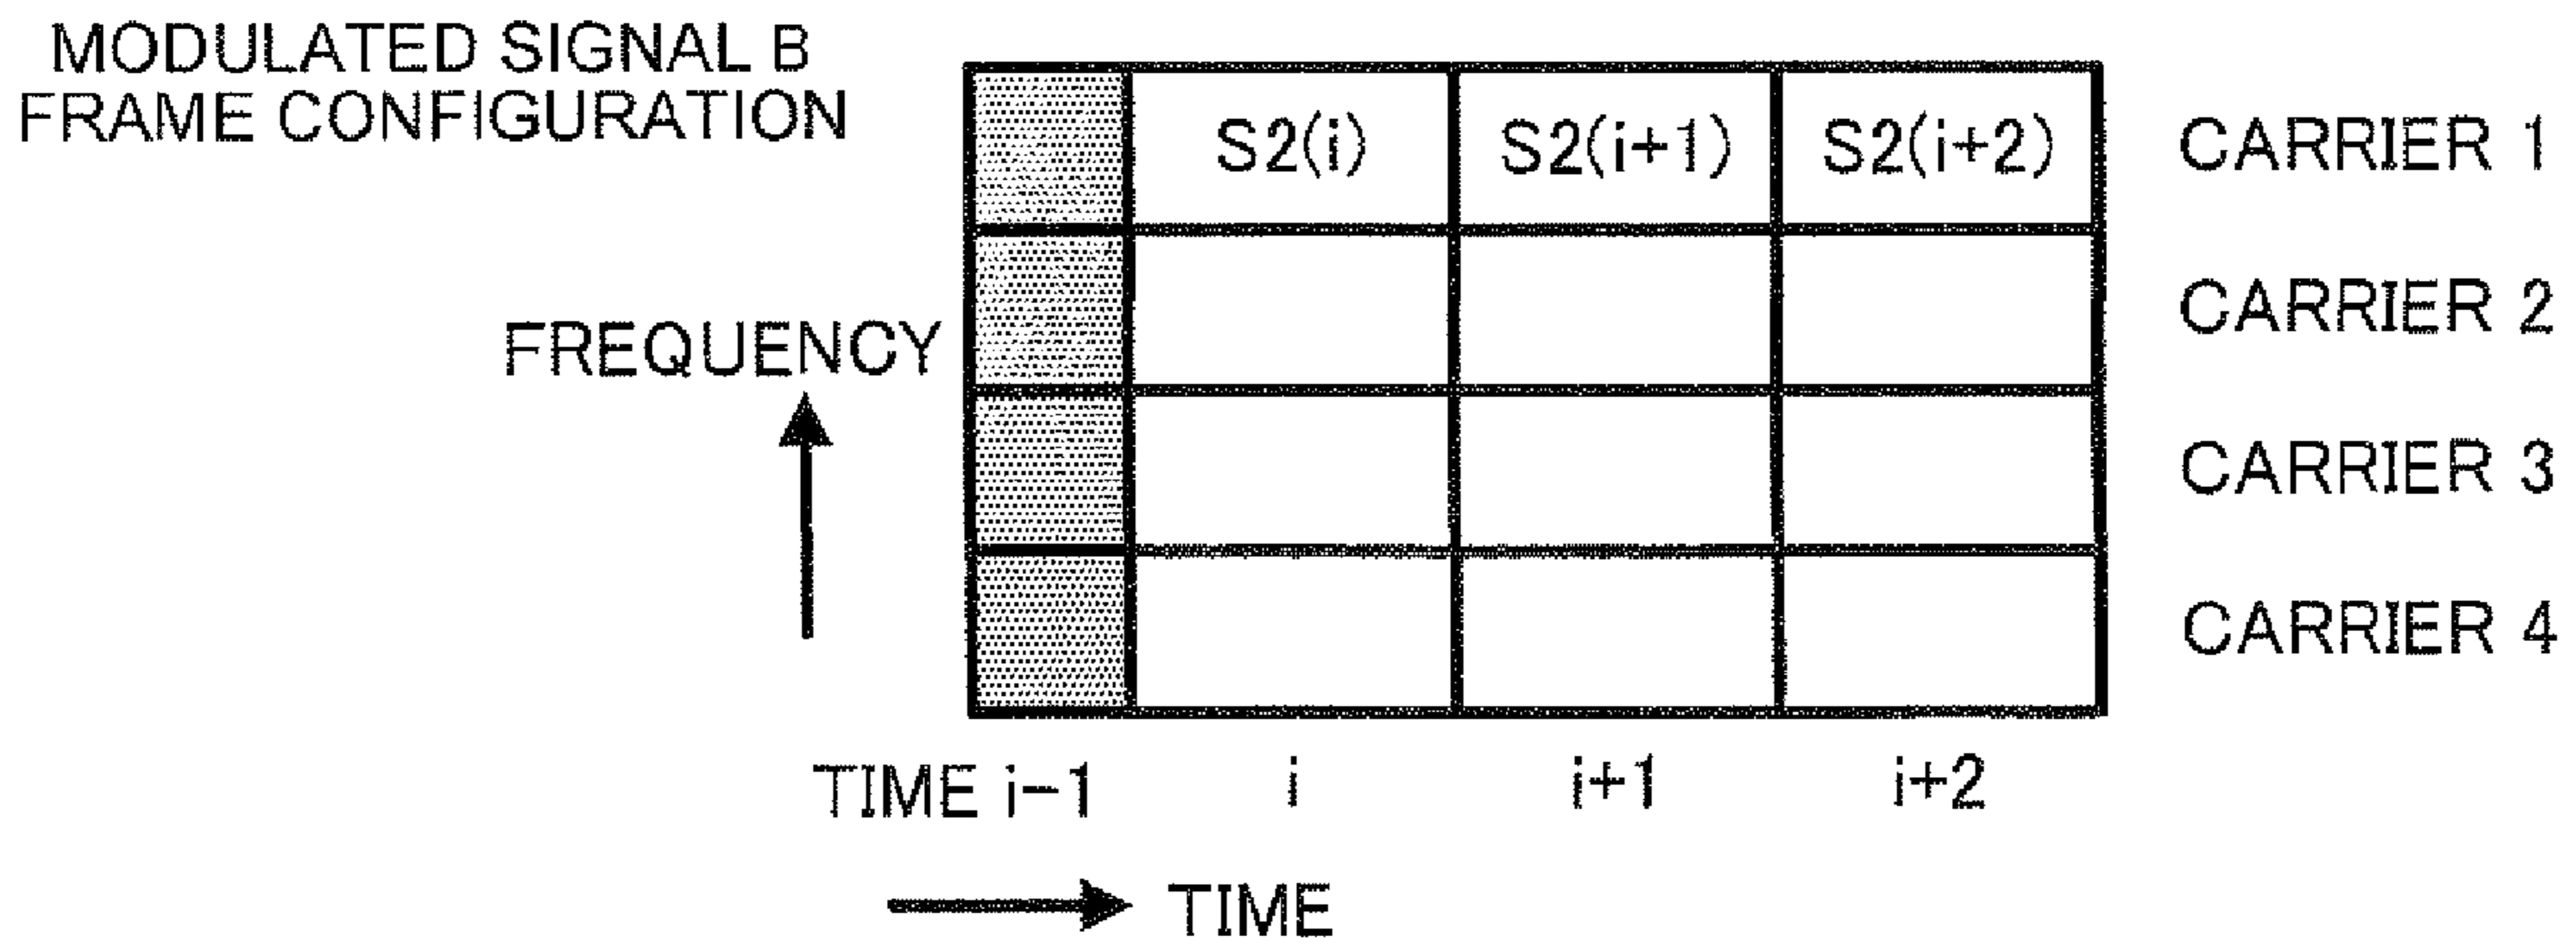 MODULATED SIGNAL B
FRAME CONFIGURATION
S2(i) S2(i+1) S2(i+2) CARRIER 1
CARRIER 2
FREQUENCY
CARRIER 3
CARRIER 4
TIME i-1 i i+1 i+2
TIME